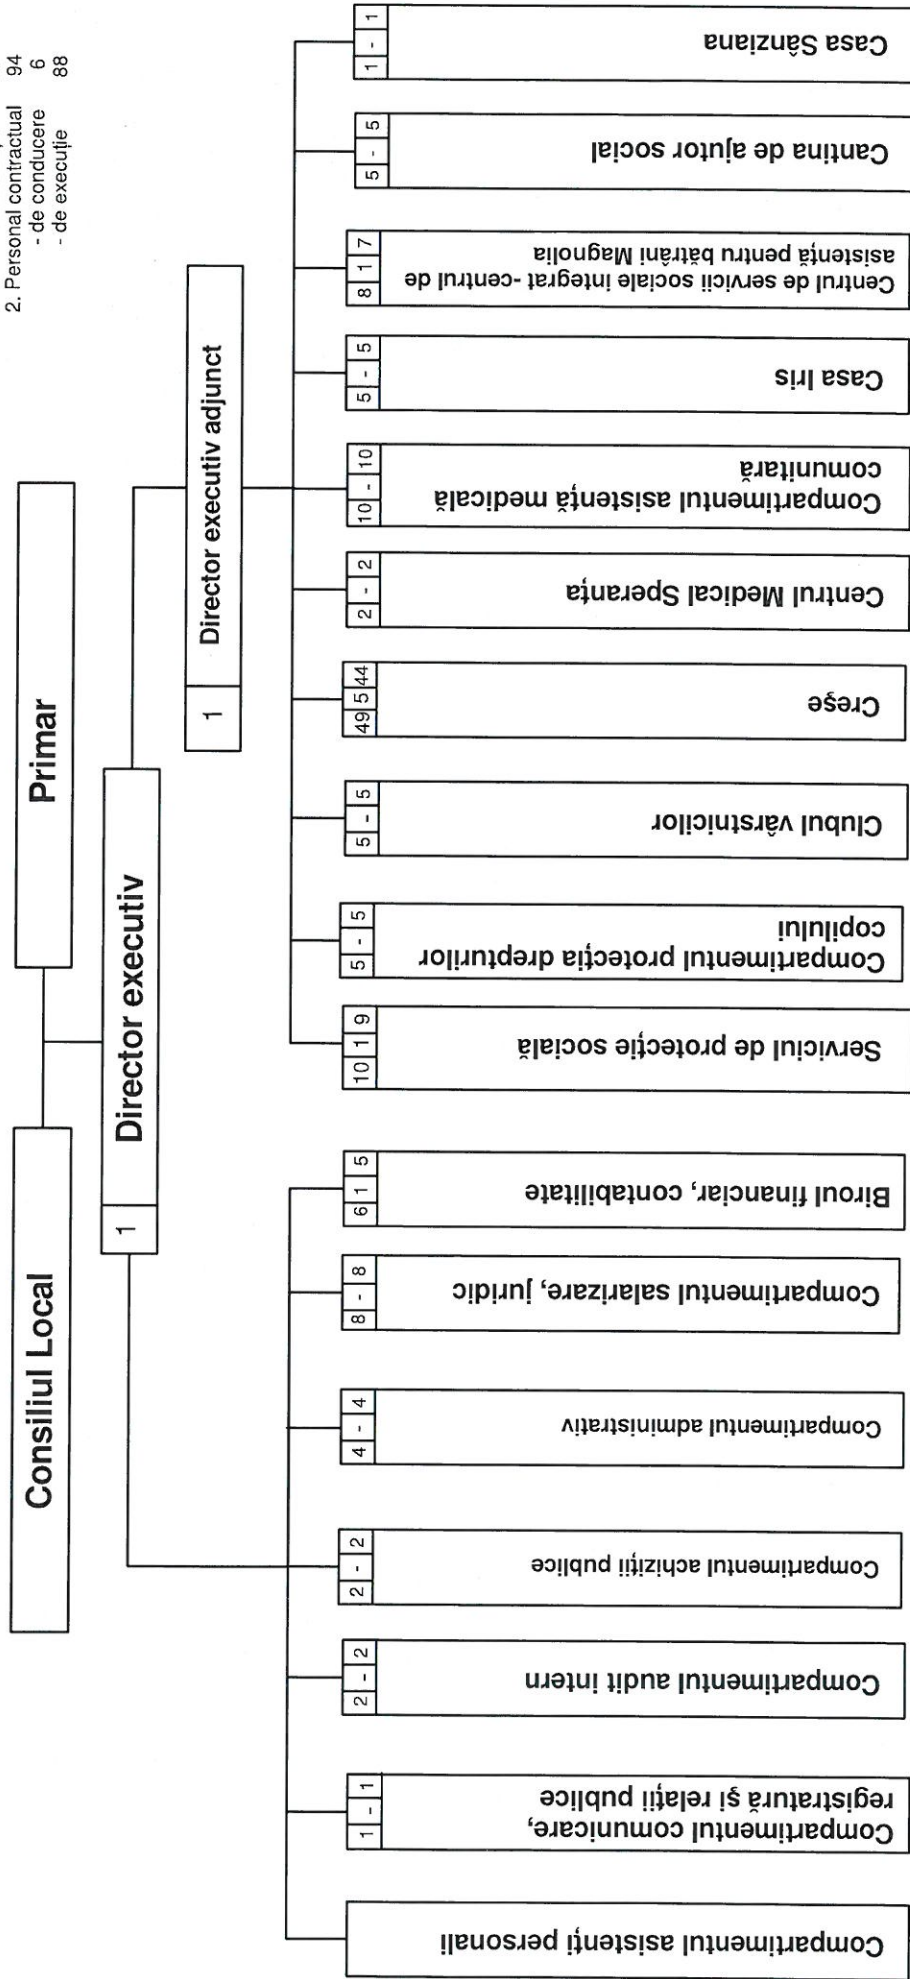 2. Personal contractual 94
- de conducere 6
- de execuție 88
Consiliul Local
Primar
1 Director executiv
1 Director executiv adjunct
Compartimentul asistenți personali
1 - 1
Compartimentul comunicare,
registratură și relații publice
2 - 2
Compartimentul audit intern
2 - 2
Compartimentul achiziții publice
4 - 4
Compartimentul administrativ
8 - 8
Compartimentul salarizare, juridic
6 1 5
Biroul financiar, contabilitate
10 1 9
Serviciul de protecție socială
5 - 5
Compartimentul protecția drepturilor
copilului
5 - 5
Clubul vârstnicilor
49 5 44
Creșe
2 - 2
Centrul Medical Speranța
10 - 10
Compartimentul asistență medicală
comunitară
5 - 5
Casa Iris
8 1 7
Centrul de servicii sociale integrat -centrul de
asistență pentru bătrâni Magnolia
5 - 5
Cantina de ajutor social
1 - 1
Casa Sânziana